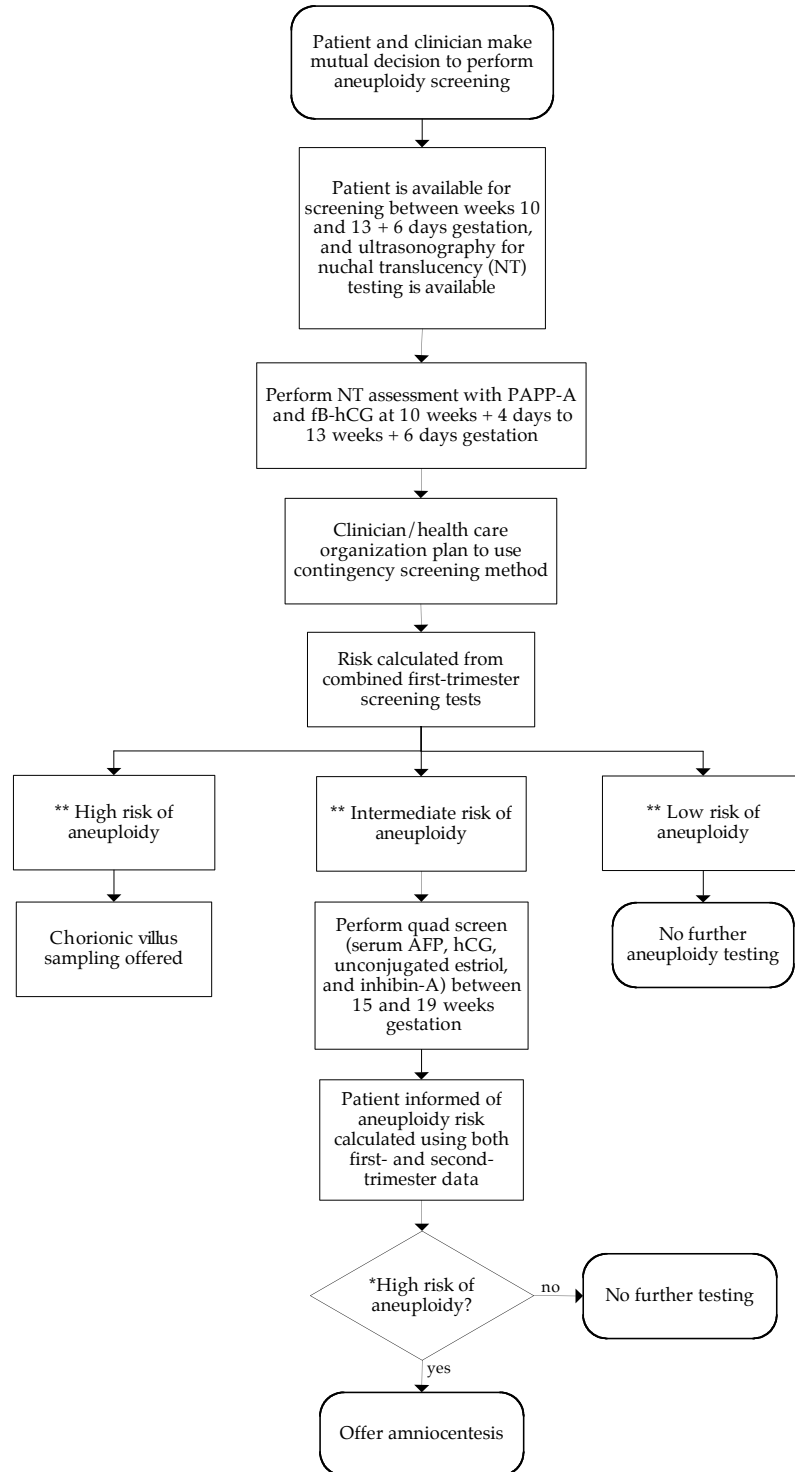 Patient and clinician make
mutual decision to perform
aneuploidy screening
Patient is available for
screening between weeks 10
and 13 + 6 days gestation,
and ultrasonography for
nuchal translucency (NT)
testing is available
Perform NT assessment with PAPP-A
and fB-hCG at 10 weeks + 4 days to
13 weeks + 6 days gestation
Clinician/health care
organization plan to use
contingency screening method
Risk calculated from
combined first-trimester
screening tests
** High risk of
aneuploidy
** Intermediate risk of
aneuploidy
** Low risk of
aneuploidy
Chorionic villus
sampling offered
Perform quad screen
(serum AFP, hCG,
unconjugated estriol,
and inhibin-A) between
15 and 19 weeks
gestation
No further
aneuploidy testing
Patient informed of
aneuploidy risk
calculated using both
first- and second-
trimester data
*High risk of
aneuploidy?
no
No further testing
yes
Offer amniocentesis